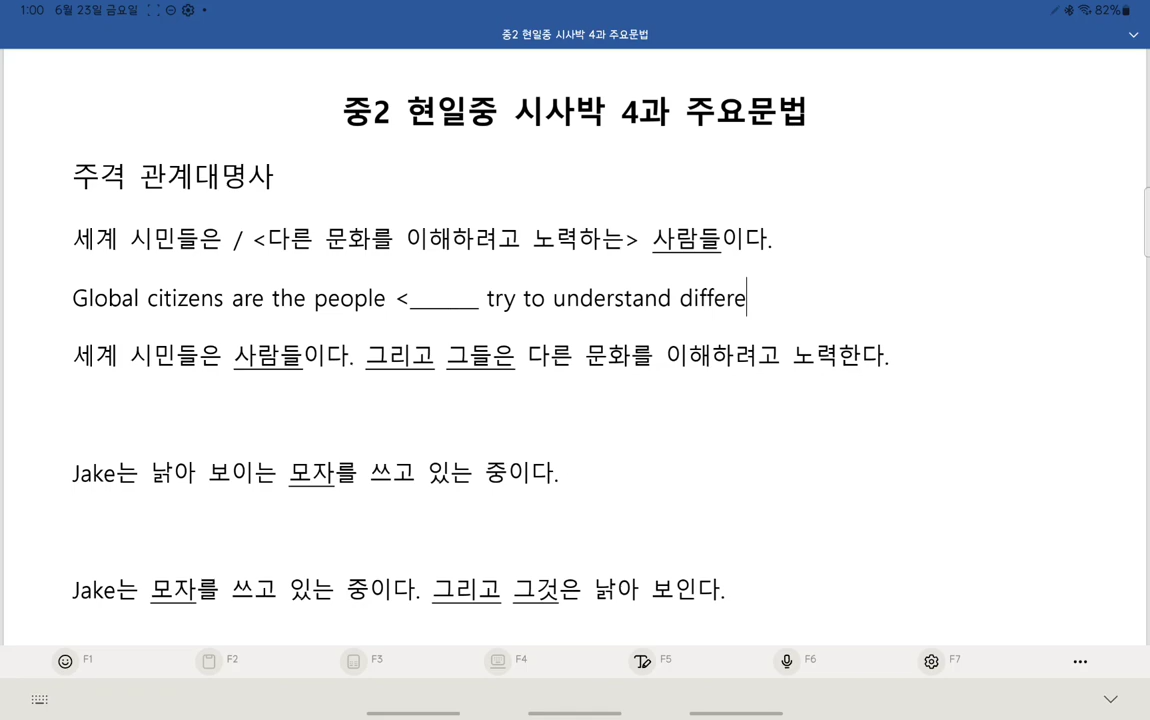 1:00 6월 23일 금요일
82%
중2 현일중 시사박 4과 주요문법
중2 현일중 시사박 4과 주요문법
주격 관계대명사
세계 시민들은 / <다른 문화를 이해하려고 노력하는> 사람들이다.
Global citizens are the people <______ try to understand differe
세계 시민들은 사람들이다. 그리고 그들은 다른 문화를 이해하려고 노력한다.
Jake는 낡아 보이는 모자를 쓰고 있는 중이다.
Jake는 모자를 쓰고 있는 중이다. 그리고 그것은 낡아 보인다.
F1 F2 F3 F4 F5 F6 F7